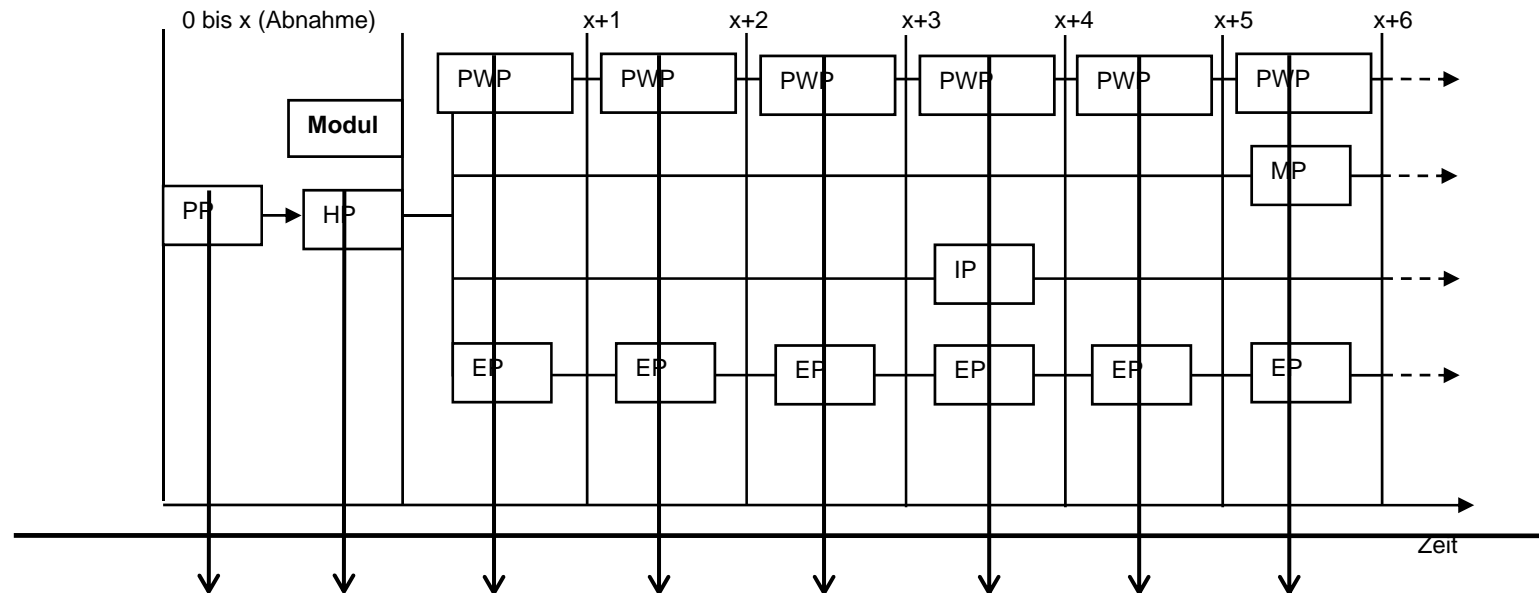 0 bis x (Abnahme) x+1 x+2 x+3 x+4 x+5 x+6
PWP PWP PWP PWP PWP PWP
Modul
MP
PP HP
IP
EP EP EP EP EP EP
Zeit